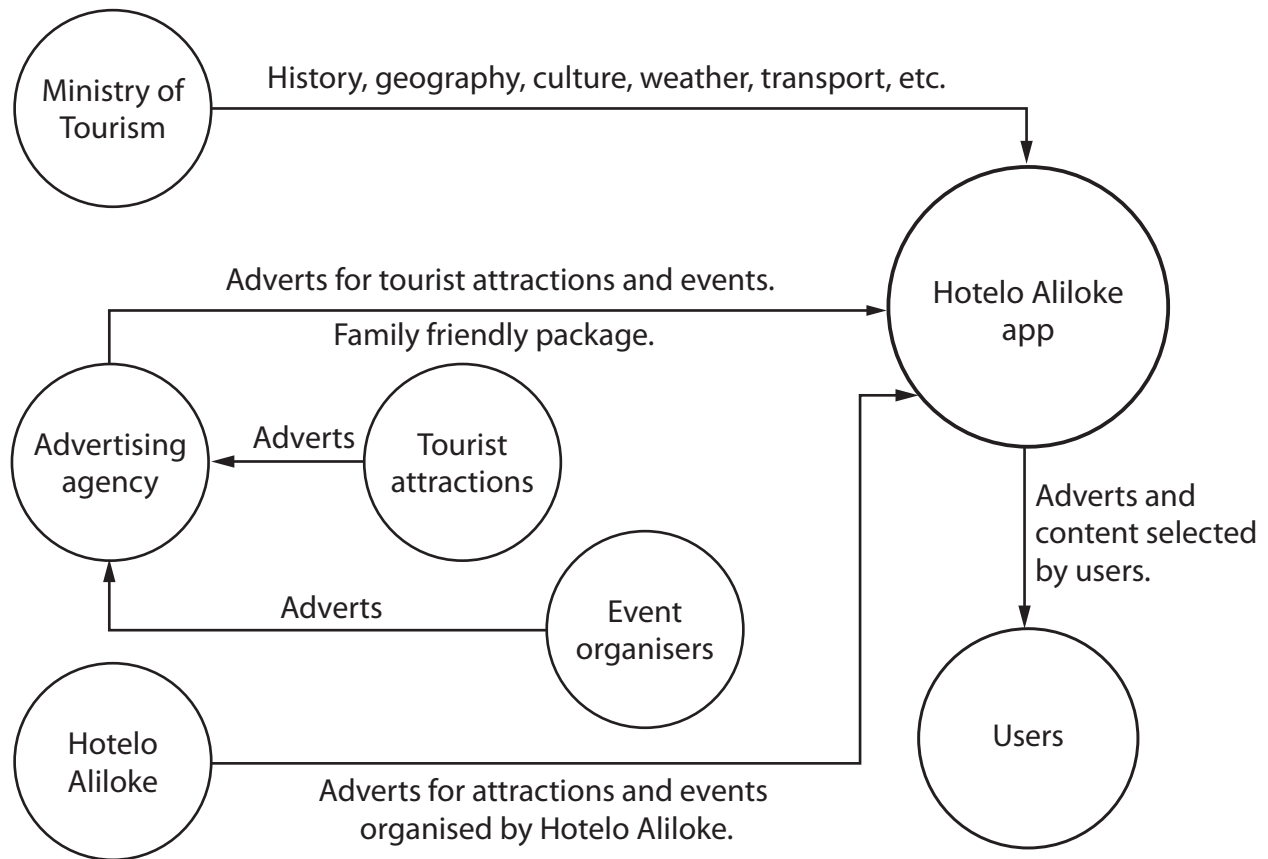 Ministry of
Tourism
History, geography, culture, weather, transport, etc.
Hotelo Aliloke
app
Adverts for tourist attractions and events.
Family friendly package.
Advertising
agency
Adverts
Tourist
attractions
Adverts and
content selected
by users.
Adverts
Event
organisers
Hotelo
Aliloke
Users
Adverts for attractions and events
organised by Hotelo Aliloke.